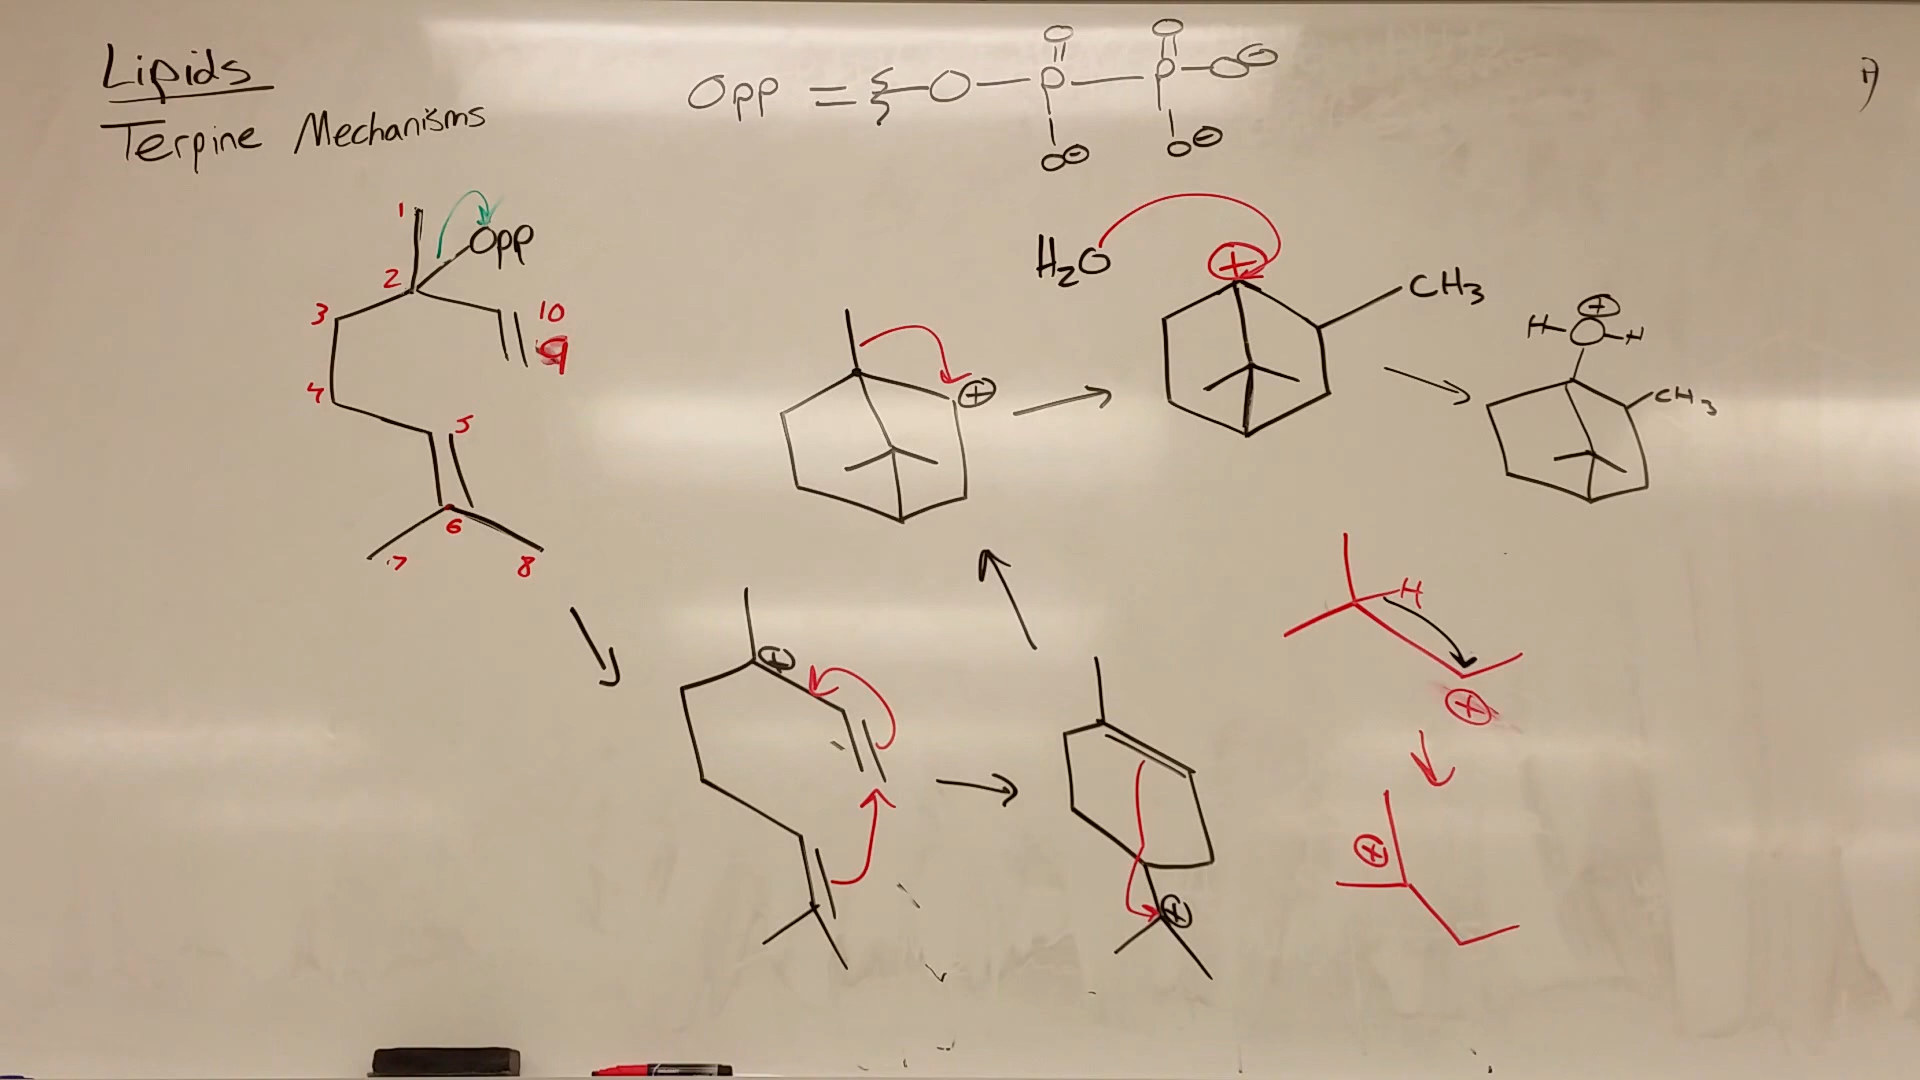 Lipids
Terpine Mechanisms
Opp = O P P O⊖
O O
O⊖ O⊖
1
Opp
2
3
10
9
4
5
6
7
8
H₂O ⊕
CH₃
⊕
⊕
H-O-H
CH₃
⊕
⊕
H
⊕
⊕